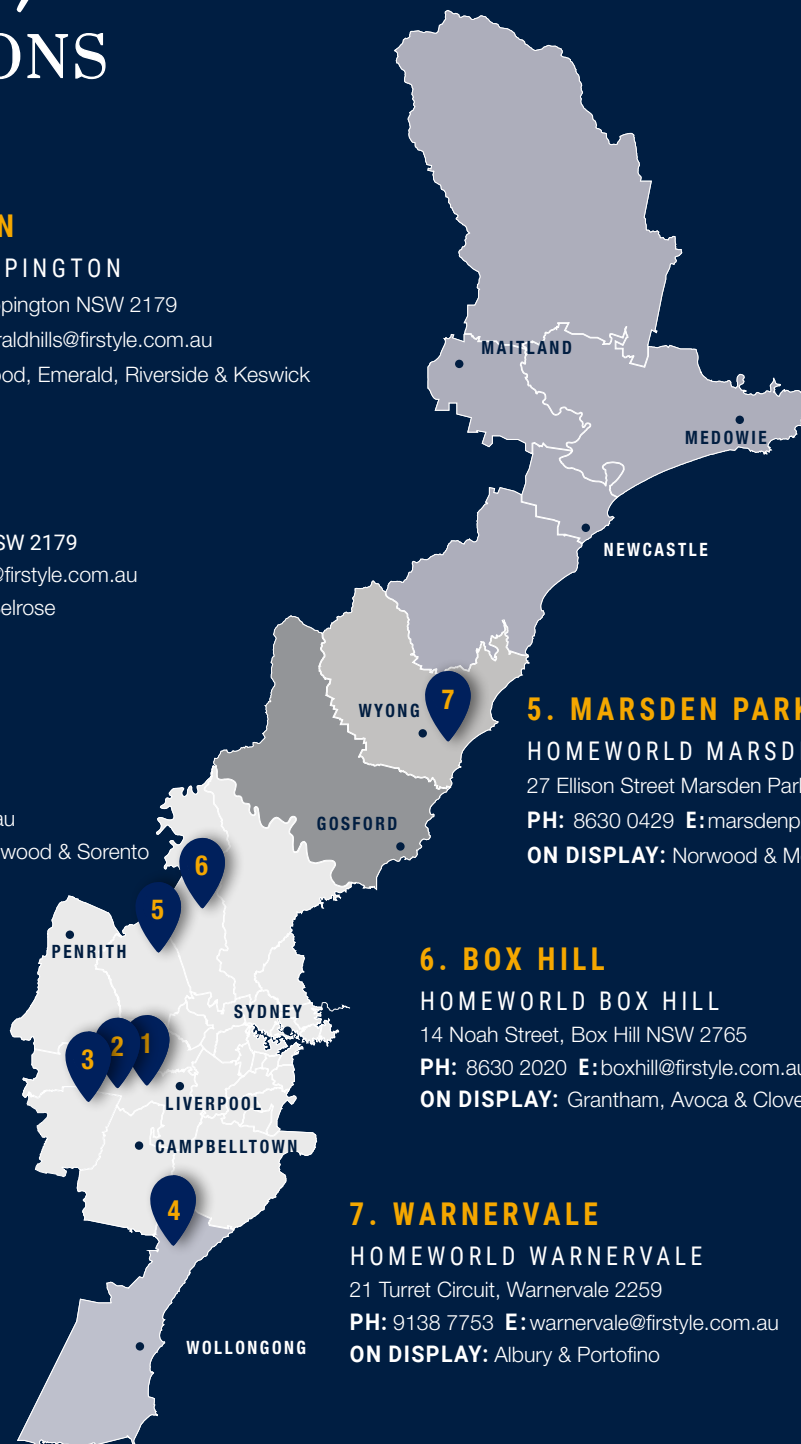 ONS
N
PPINGTON
pington NSW 2179
raldhills@firstyle.com.au
ood, Emerald, Riverside & Keswick
SW 2179
@firstyle.com.au
elrose
au
wood & Sorento
MAITLAND
MEDOWIE
NEWCASTLE
WYONG
7
GOSFORD
6
5
PENRITH
SYDNEY
3
2
1
LIVERPOOL
CAMPBELLTOWN
4
WOLLONGONG
5. MARSDEN PARK
HOMEWORLD MARSD
27 Ellison Street Marsden Park
PH: 8630 0429 E: marsdenp
ON DISPLAY: Norwood & M
6. BOX HILL
HOMEWORLD BOX HILL
14 Noah Street, Box Hill NSW 2765
PH: 8630 2020 E: boxhill@firstyle.com.au
ON DISPLAY: Grantham, Avoca & Clove
7. WARNERVALE
HOMEWORLD WARNERVALE
21 Turret Circuit, Warnervale 2259
PH: 9138 7753 E: warnervale@firstyle.com.au
ON DISPLAY: Albury & Portofino